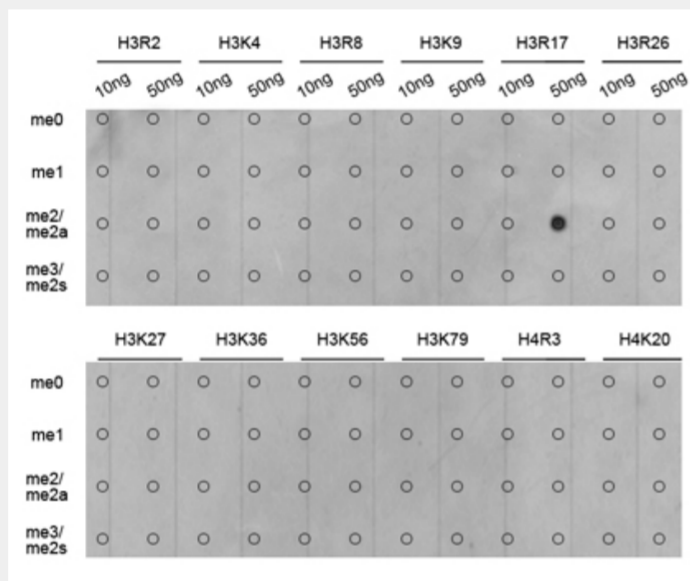 H3R2 H3K4 H3R8 H3K9 H3R17 H3R26
10ng 50ng 10ng 50ng 10ng 50ng 10ng 50ng 10ng 50ng 10ng 50ng
me0
me1
me2/
me2a
me3/
me2s
H3K27 H3K36 H3K56 H3K79 H4R3 H4K20
me0
me1
me2/
me2a
me3/
me2s